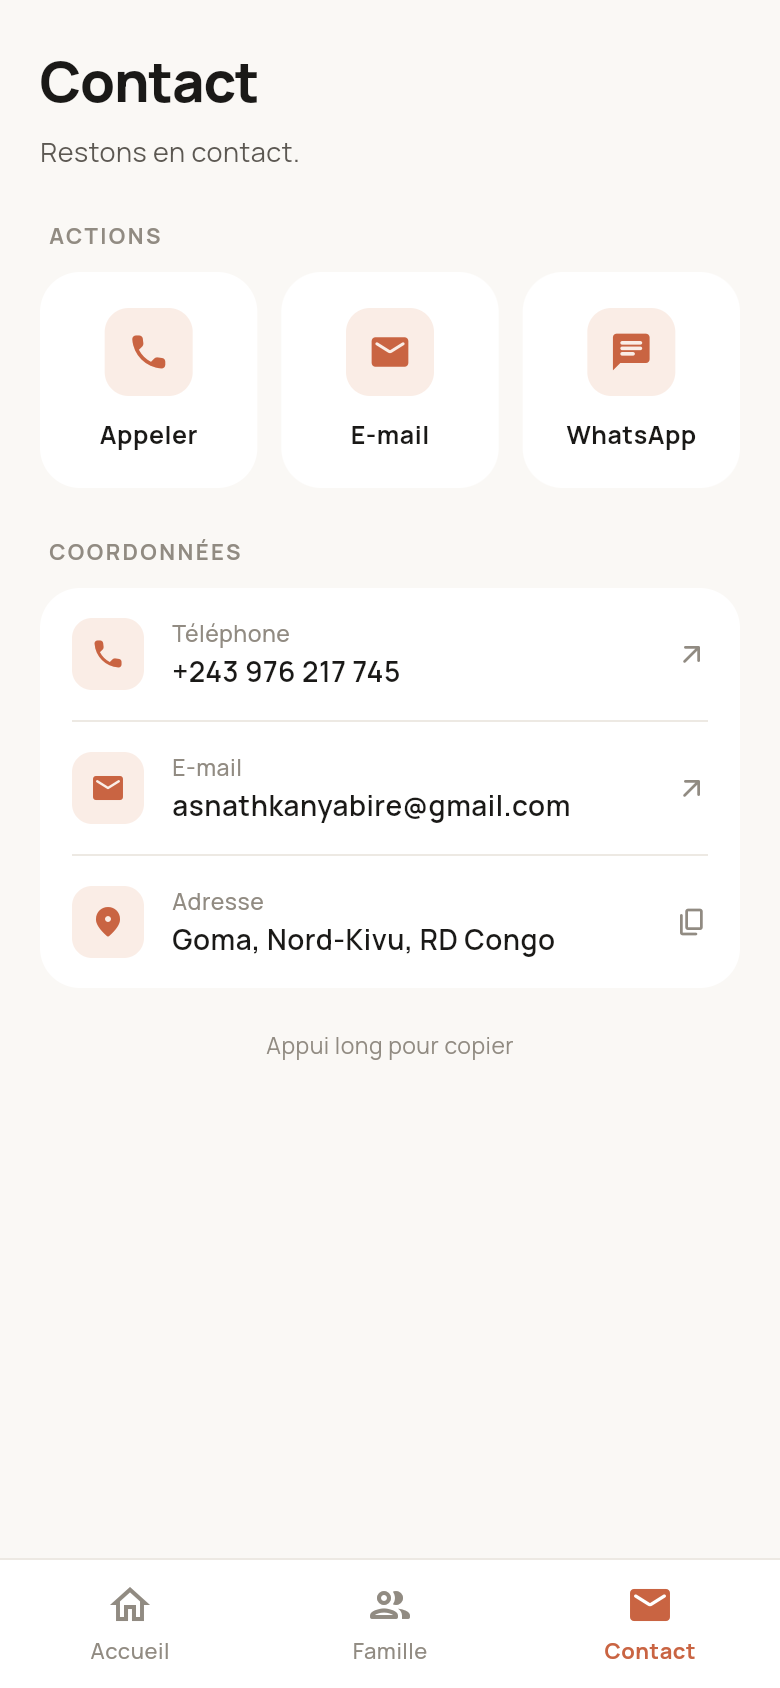 Contact
Restons en contact.
ACTIONS
Appeler
E-mail
WhatsApp
COORDONNÉES
Téléphone
+243 976 217 745
E-mail
asnathkanyabire@gmail.com
Adresse
Goma, Nord-Kivu, RD Congo
Appui long pour copier
Accueil
Famille
Contact